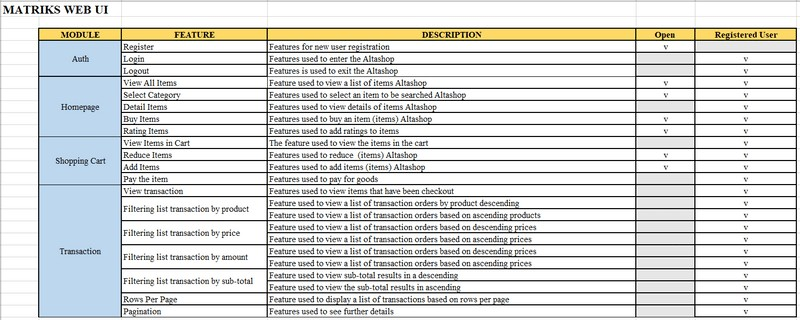 MATRIKS WEB UI
MODULE FEATURE DESCRIPTION Open Registered User
Auth
Register Features for new user registration v
Login Features used to enter the Altashop v
Logout Features is used to exit the Altashop v
Homepage
View All Items Features used to view a list of items Altashop v v
Select Category Features used to select an item to be searched Altashop v v
Detail Items Features used to view details of items Altashop v
Buy Items Features used to buy an item (items) Altashop v v
Rating Items Features used to add ratings to items v v
Shopping Cart
View Items in Cart The feature used to view the items in the cart v
Reduce Items Features used to reduce (items) Altashop v v
Add Items Features used to add items (items) Altashop v v
Pay the item Features used to pay for goods v
Transaction
View transaction Features used to view items that have been checkout v
Filtering list transaction by product
Feature used to view a list of transaction orders by product descending v
Feature used to view a list of transaction orders based on ascending products v
Filtering list transaction by price
Feature used to view a list of transaction orders based on descending prices v
Feature used to view a list of transaction orders based on ascending prices v
Filtering list transaction by amount
Feature used to view a list of transaction orders based on descending prices v
Feature used to view a list of transaction orders based on ascending prices v
Filtering list transaction by sub-total
Feature used to view sub-total results in a descending v
Feature used to view the sub-total results in ascending v
Rows Per Page Feature used to display a list of transactions based on rows per page v
Pagination Features used to see further details v